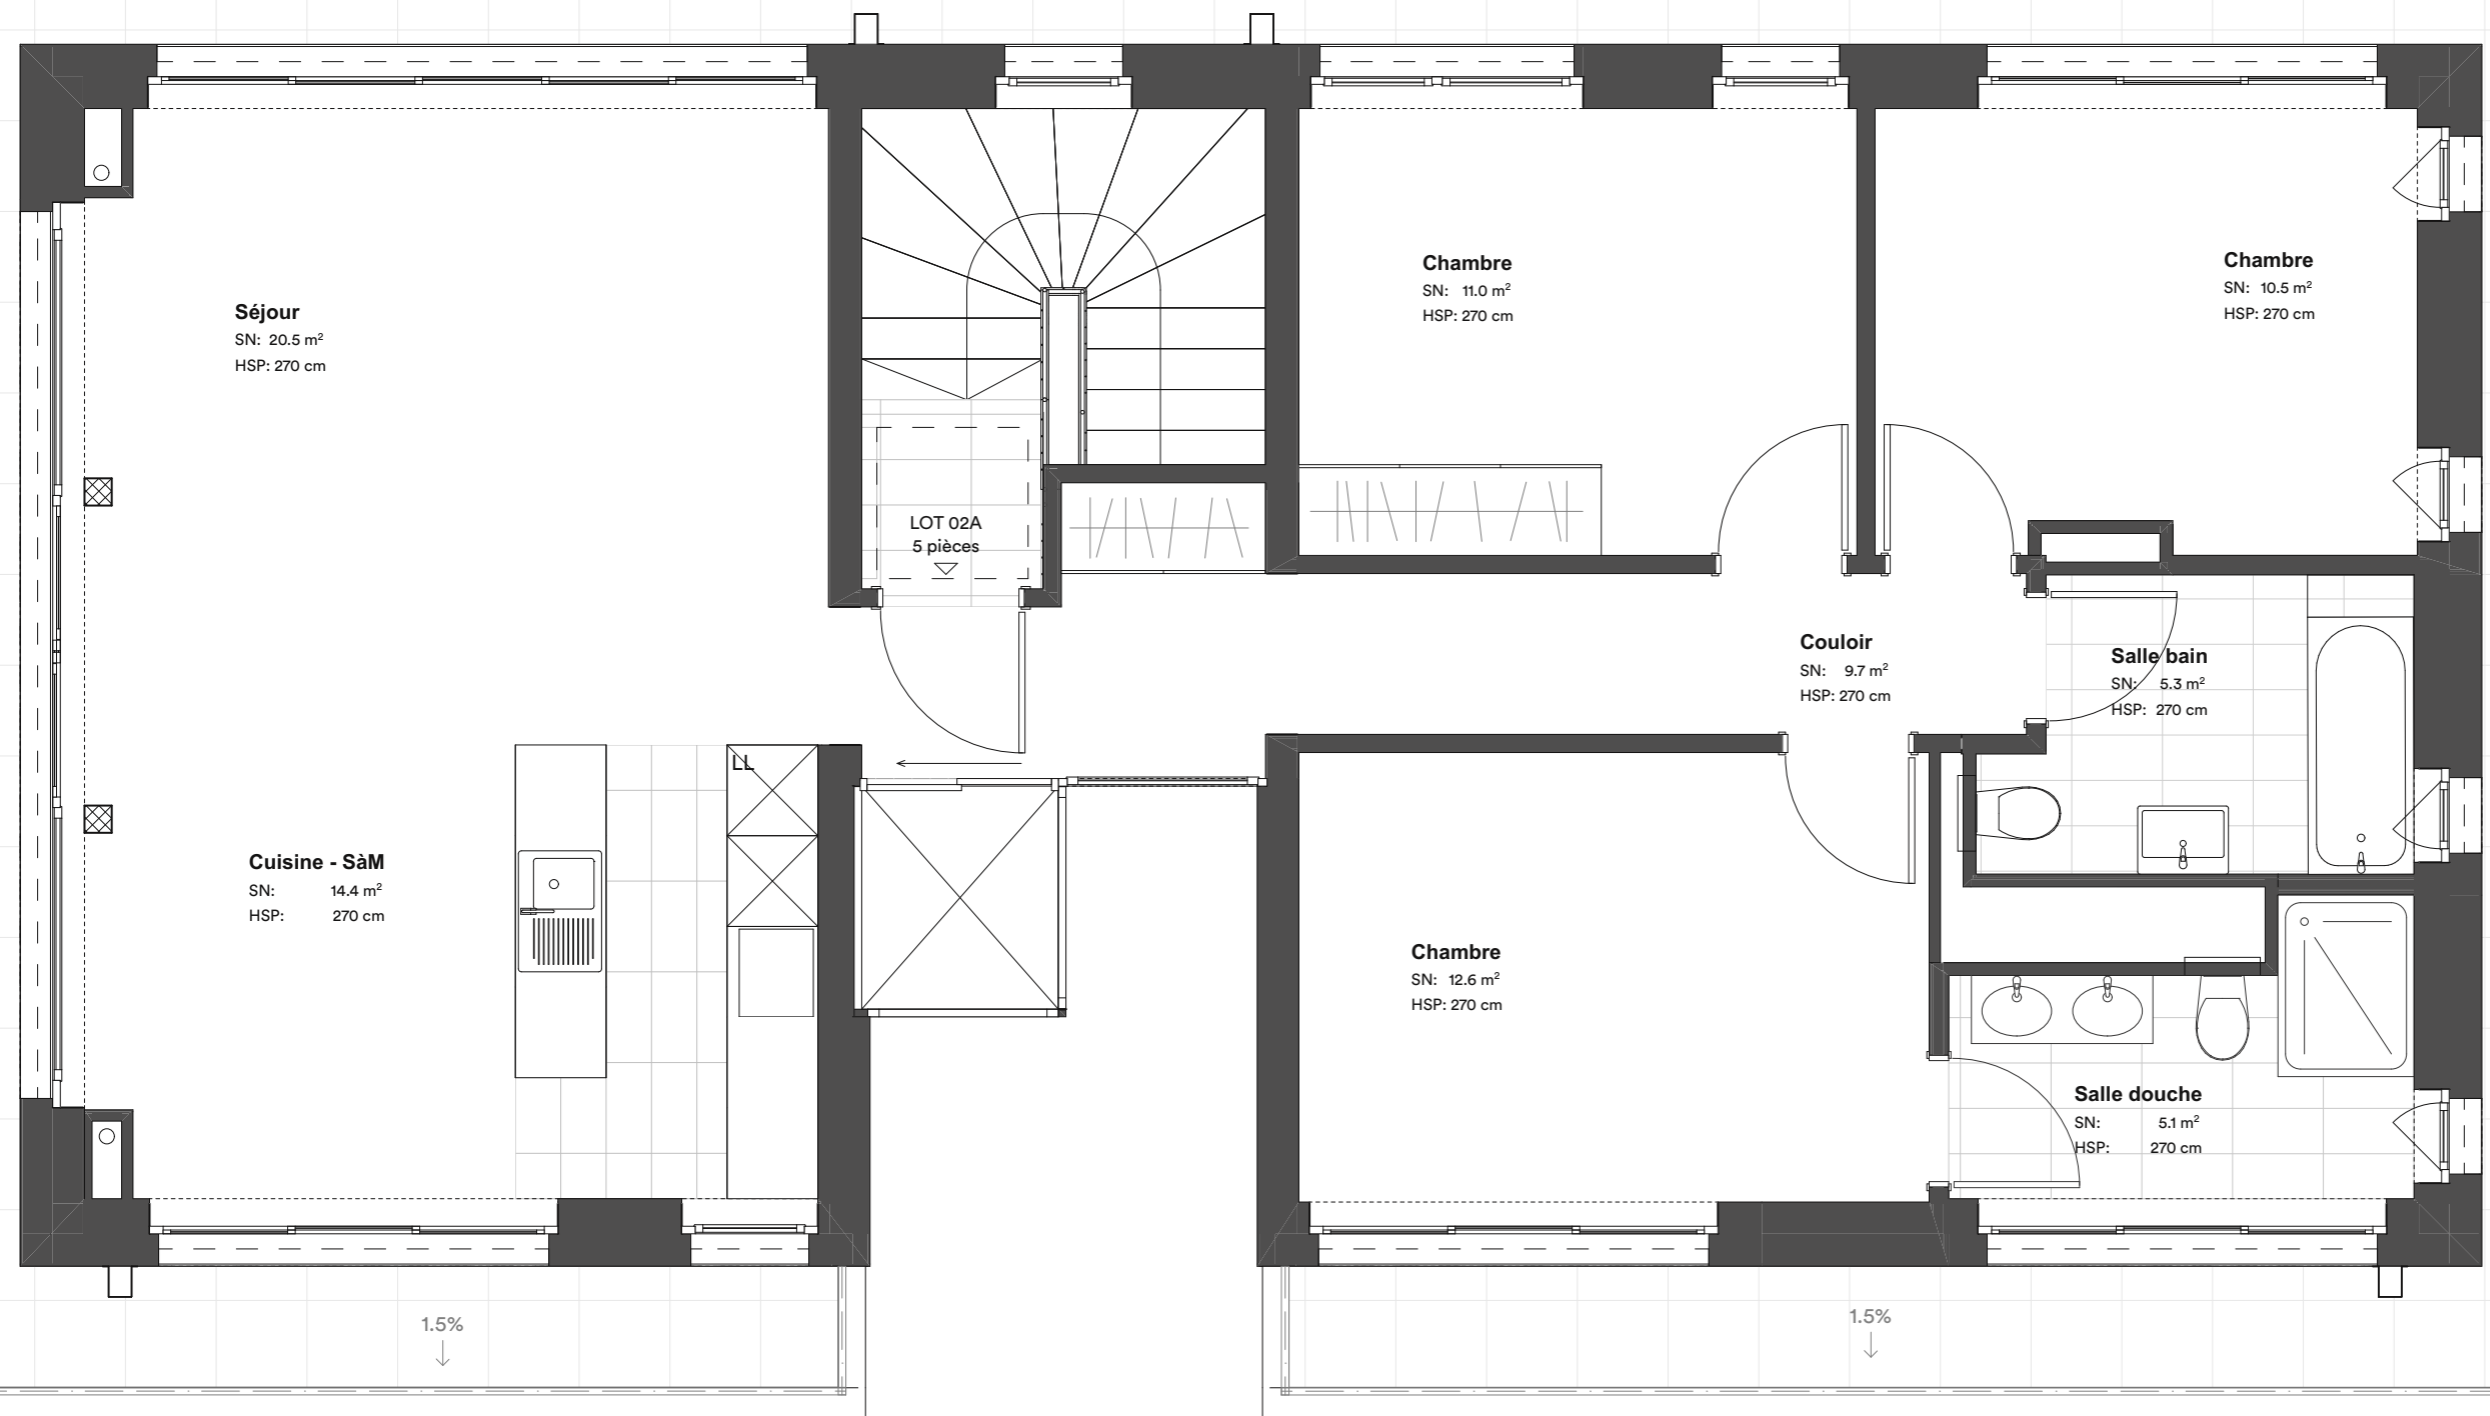 Séjour
SN: 20.5 m²
HSP: 270 cm
Chambre
SN: 11.0 m²
HSP: 270 cm
Chambre
SN: 10.5 m²
HSP: 270 cm
LOT 02A
5 pièces
Couloir
SN: 9.7 m²
HSP: 270 cm
Salle bain
SN: 5.3 m²
HSP: 270 cm
LL
Cuisine - SàM
SN: 14.4 m²
HSP: 270 cm
Chambre
SN: 12.6 m²
HSP: 270 cm
Salle douche
SN: 5.1 m²
HSP: 270 cm
1.5%
1.5%